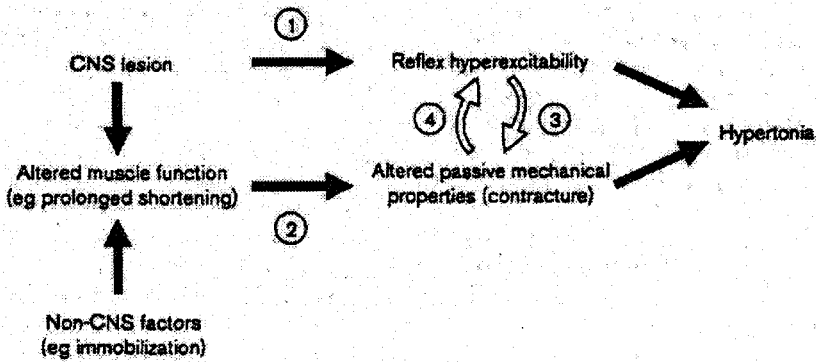 1
CNS lesion
Reflex hyperexcitability
4
3
Hypertonia
Altered muscle function
(eg prolonged shortening)
Altered passive mechanical
properties (contracture)
2
Non-CNS factors
(eg immobilization)